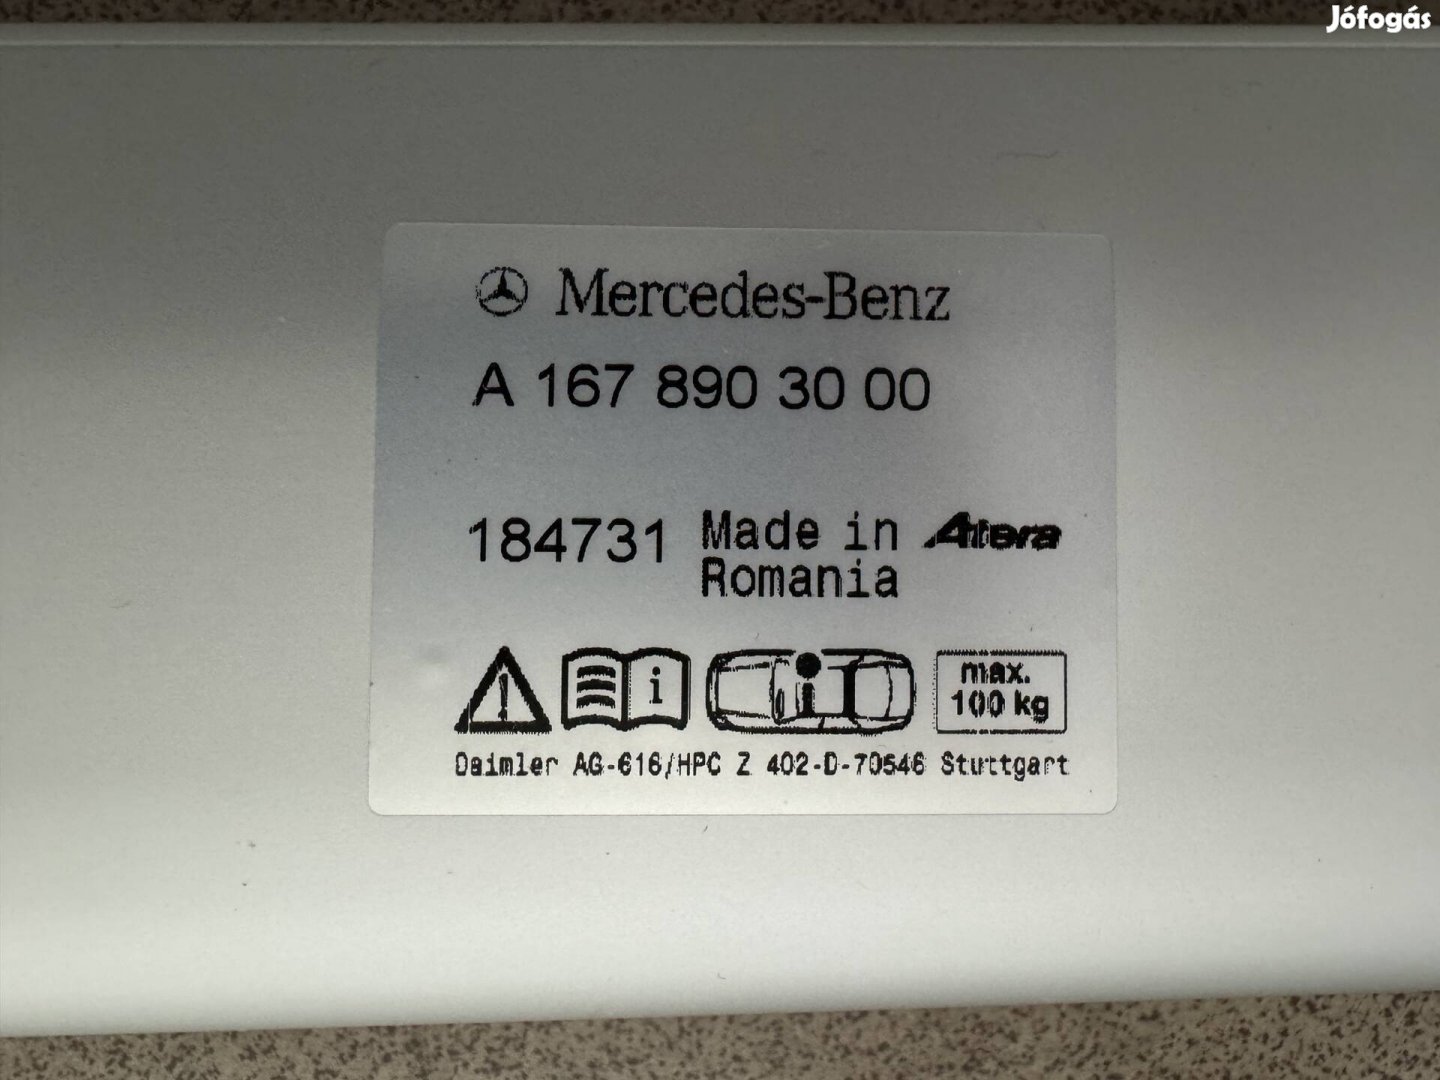 Jófogás
Mercedes-Benz
A 167 890 30 00
184731 Made in Atera
Romania
i
max.
100 kg
Daimler AG-616/HPC Z 402-D-70546 Stuttgart